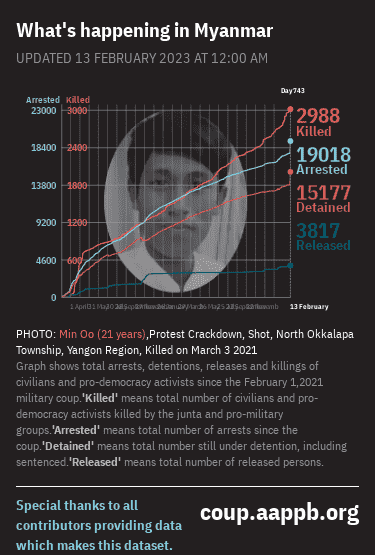 What's happening in Myanmar
UPDATED 13 FEBRUARY 2023 AT 12:00 AM
Day743
Arrested Killed
23000 3000
18400 2400
13800 1800
9200 1200
4600 600
0
2988
Killed
19018
Arrested
15177
Detained
3817
Released
13 February
PHOTO: Min Oo (21 years),Protest Crackdown, Shot, North Okkalapa
Township, Yangon Region, Killed on March 3 2021
Graph shows total arrests, detentions, releases and killings of
civilians and pro-democracy activists since the February 1,2021
military coup.'Killed' means total number of civilians and pro-
democracy activists killed by the junta and pro-military
groups.'Arrested' means total number of arrests since the
coup.'Detained' means total number still under detention, including
sentenced.'Released' means total number of released persons.
Special thanks to all
contributors providing data
which makes this dataset.
coup.aappb.org